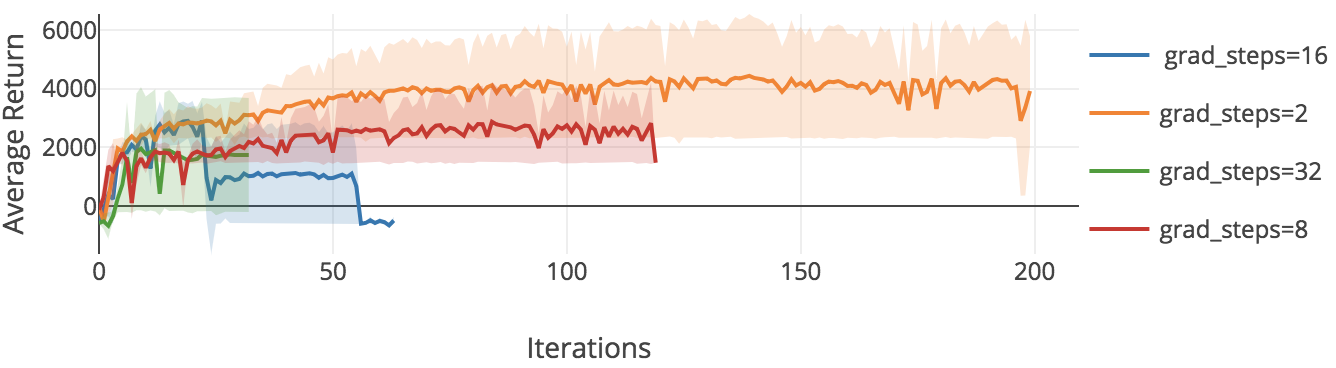 Average Return
6000
4000
2000
0
0
50
100
150
200
Iterations
grad_steps=16
grad_steps=2
grad_steps=32
grad_steps=8